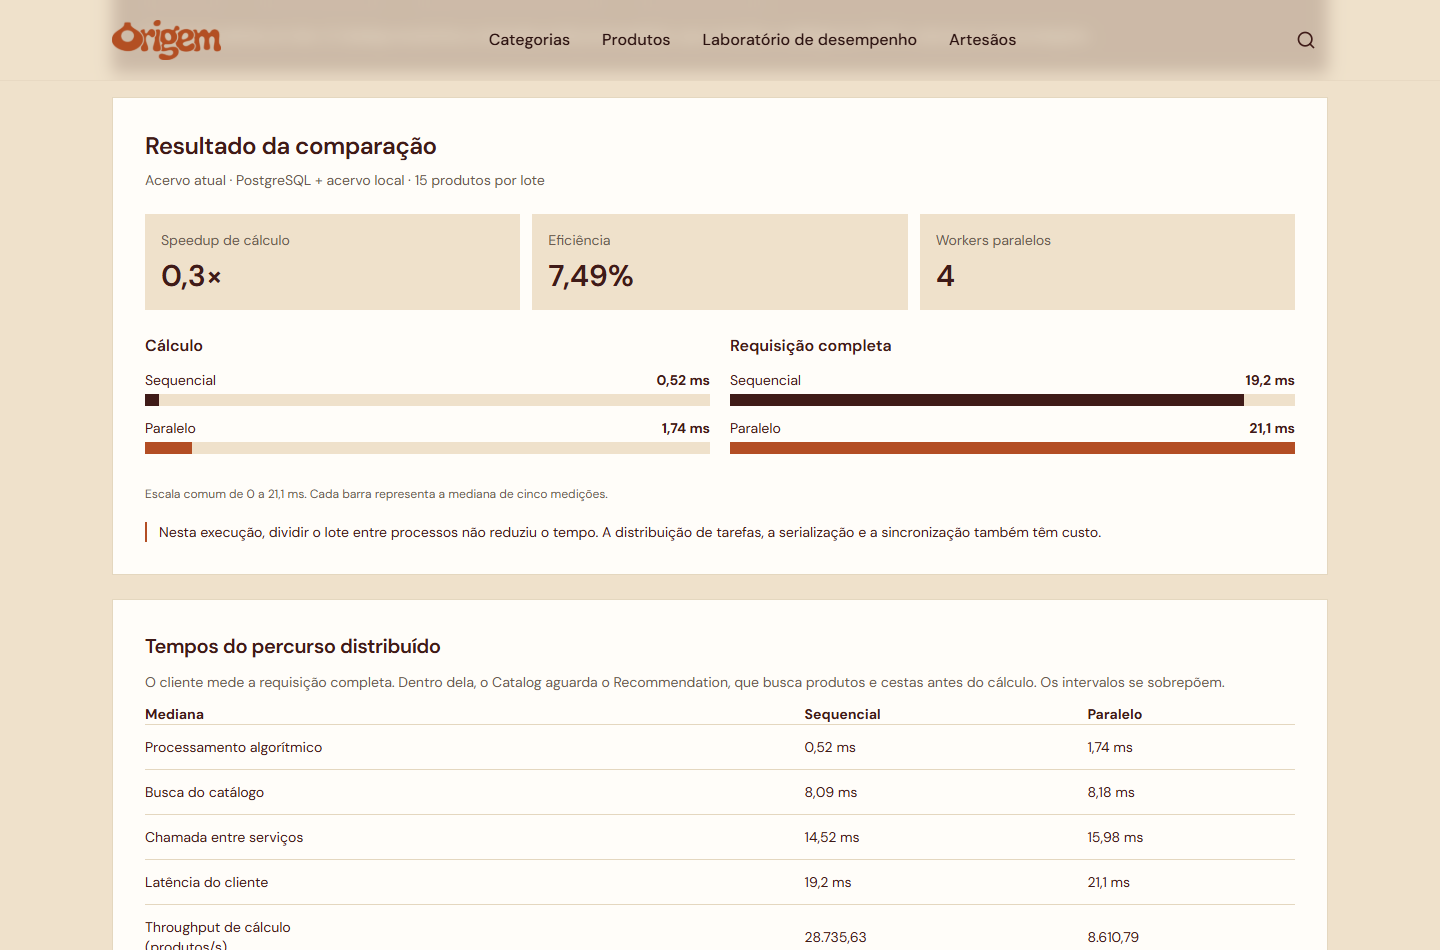 Origem
Categorias
Produtos
Laboratório de desempenho
Artesãos
Resultado da comparação
Acervo atual · PostgreSQL + acervo local · 15 produtos por lote
Speedup de cálculo
0,3×
Eficiência
7,49%
Workers paralelos
4
Cálculo
Sequencial 0,52 ms
Paralelo 1,74 ms
Requisição completa
Sequencial 19,2 ms
Paralelo 21,1 ms
Escala comum de 0 a 21,1 ms. Cada barra representa a mediana de cinco medições.
Nesta execução, dividir o lote entre processos não reduziu o tempo. A distribuição de tarefas, a serialização e a sincronização também têm custo.
Tempos do percurso distribuído
O cliente mede a requisição completa. Dentro dela, o Catalog aguarda o Recommendation, que busca produtos e cestas antes do cálculo. Os intervalos se sobrepõem.
Mediana Sequencial Paralelo
Processamento algorítmico 0,52 ms 1,74 ms
Busca do catálogo 8,09 ms 8,18 ms
Chamada entre serviços 14,52 ms 15,98 ms
Latência do cliente 19,2 ms 21,1 ms
Throughput de cálculo
(produtos/s) 28.735,63 8.610,79